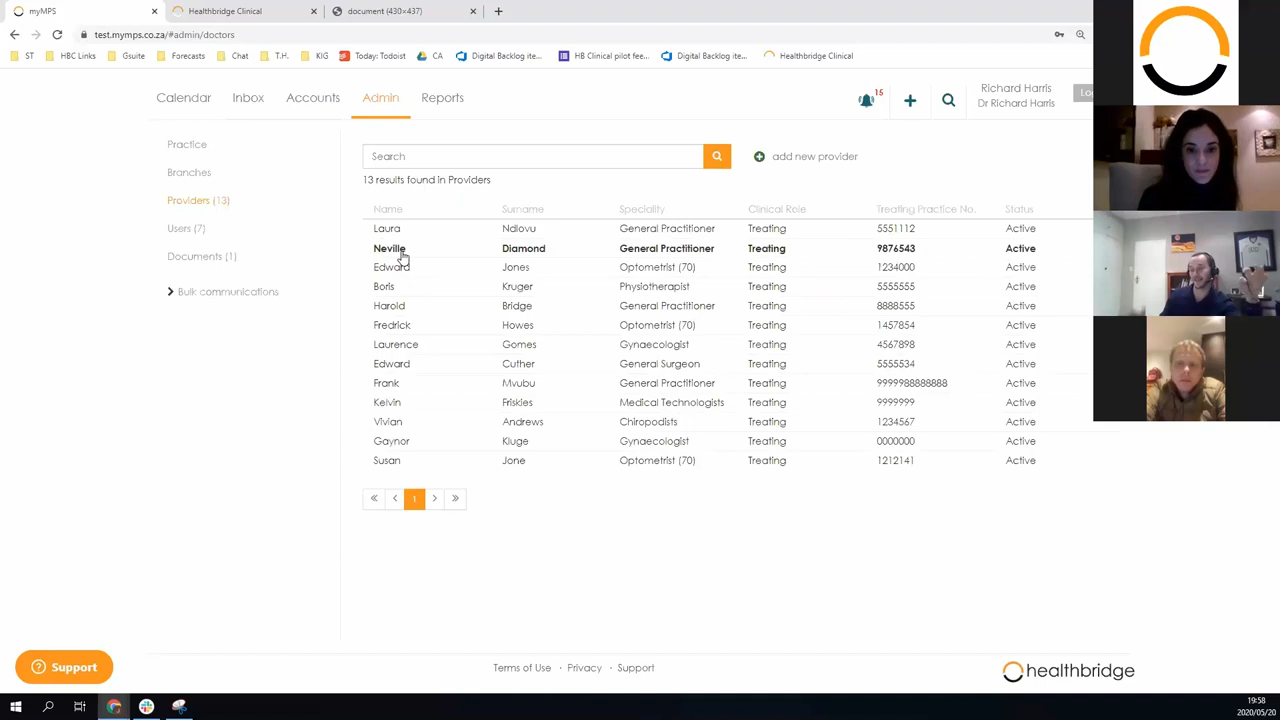 myMPS
Healthbridge Clinical
document (430×437)
test.mymps.co.za/#admin/doctors
ST
HBC Links
Gsuite
Forecasts
Chat
T.H.
KIG
Today: Todoist
CA
Digital Backlog ite...
HB Clinical pilot fee...
Digital Backlog ite...
Healthbridge Clinical
Calendar
Inbox
Accounts
Admin
Reports
15
Richard Harris
Dr Richard Harris
Practice
Branches
Providers (13)
Users (7)
Documents (1)
Bulk communications
Search
add new provider
13 results found in Providers
Name Surname Speciality Clinical Role Treating Practice No. Status
Laura Ndlovu General Practitioner Treating 5551112 Active
Neville Diamond General Practitioner Treating 9876543 Active
Edward Jones Optometrist (70) Treating 1234000 Active
Boris Kruger Physiotherapist Treating 5555555 Active
Harold Bridge General Practitioner Treating 8888555 Active
Fredrick Howes Optometrist (70) Treating 1457854 Active
Laurence Gomes Gynaecologist Treating 4567898 Active
Edward Cuther General Surgeon Treating 5555534 Active
Frank Mvubu General Practitioner Treating 9999988888888 Active
Kelvin Friskies Medical Technologists Treating 9999999 Active
Vivian Andrews Chiropodists Treating 1234567 Active
Gaynor Kluge Gynaecologist Treating 0000000 Active
Susan Jone Optometrist (70) Treating 1212141 Active
1
Support
Terms of Use · Privacy · Support
healthbridge
19:58
2020/05/20